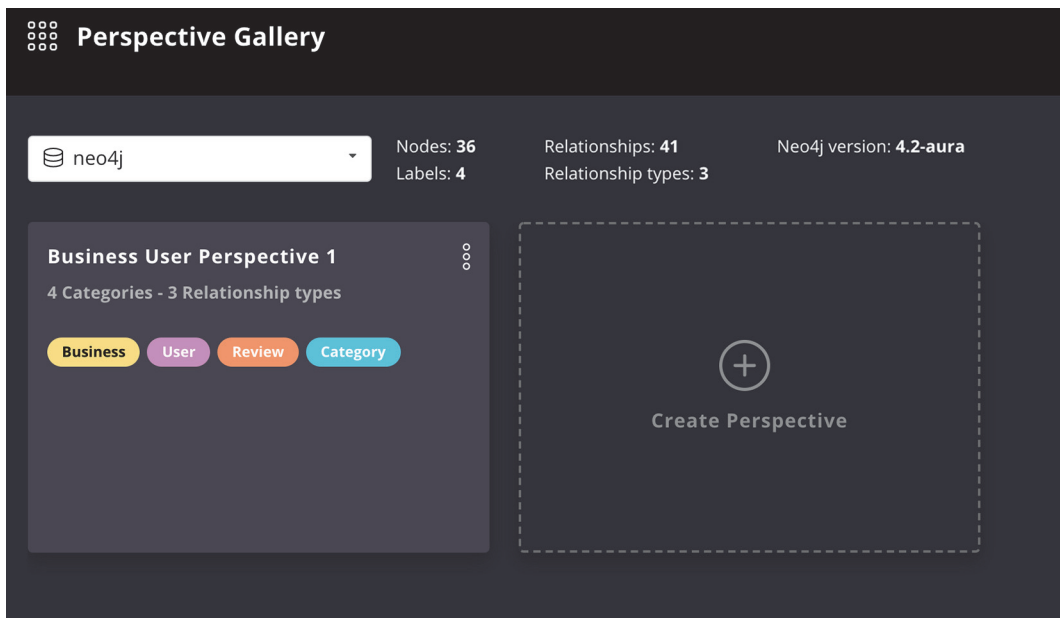 Perspective Gallery
neo4j
Nodes: 36
Labels: 4
Relationships: 41
Relationship types: 3
Neo4j version: 4.2-aura
Business User Perspective 1
4 Categories - 3 Relationship types
Business User Review Category
Create Perspective